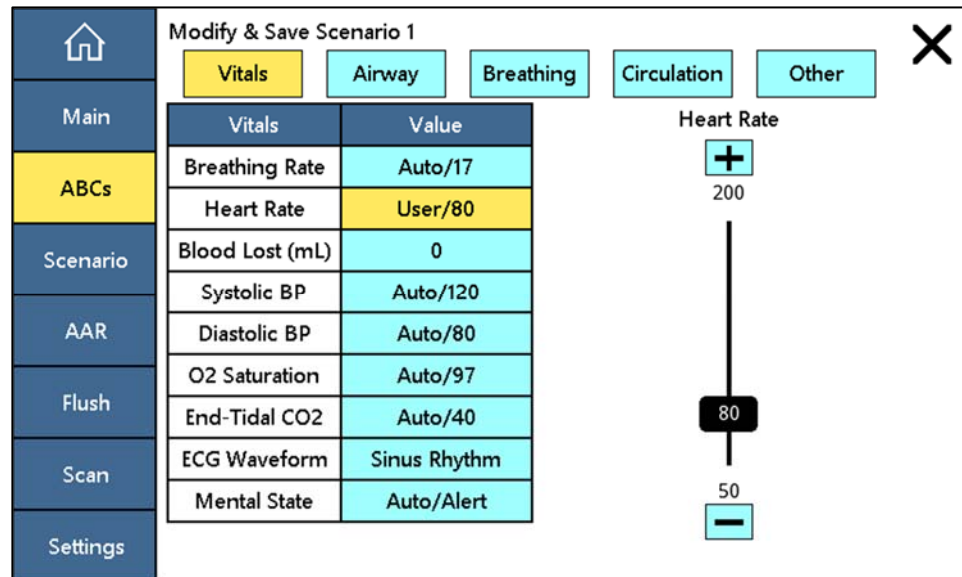 Modify & Save Scenario 1
Vitals Airway Breathing Circulation Other
Main
ABCs
Scenario
AAR
Flush
Scan
Settings
Vitals Value
Breathing Rate Auto/17
Heart Rate User/80
Blood Lost (mL) 0
Systolic BP Auto/120
Diastolic BP Auto/80
O2 Saturation Auto/97
End-Tidal CO2 Auto/40
ECG Waveform Sinus Rhythm
Mental State Auto/Alert
Heart Rate
200
80
50